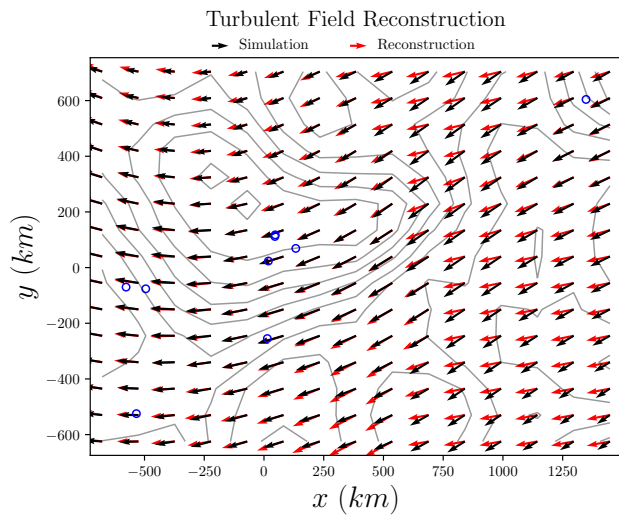 Turbulent Field Reconstruction
Simulation Reconstruction
600
400
200
0
−200
−400
−600
y (km)
−500 −250 0 250 500 750 1000 1250
x (km)